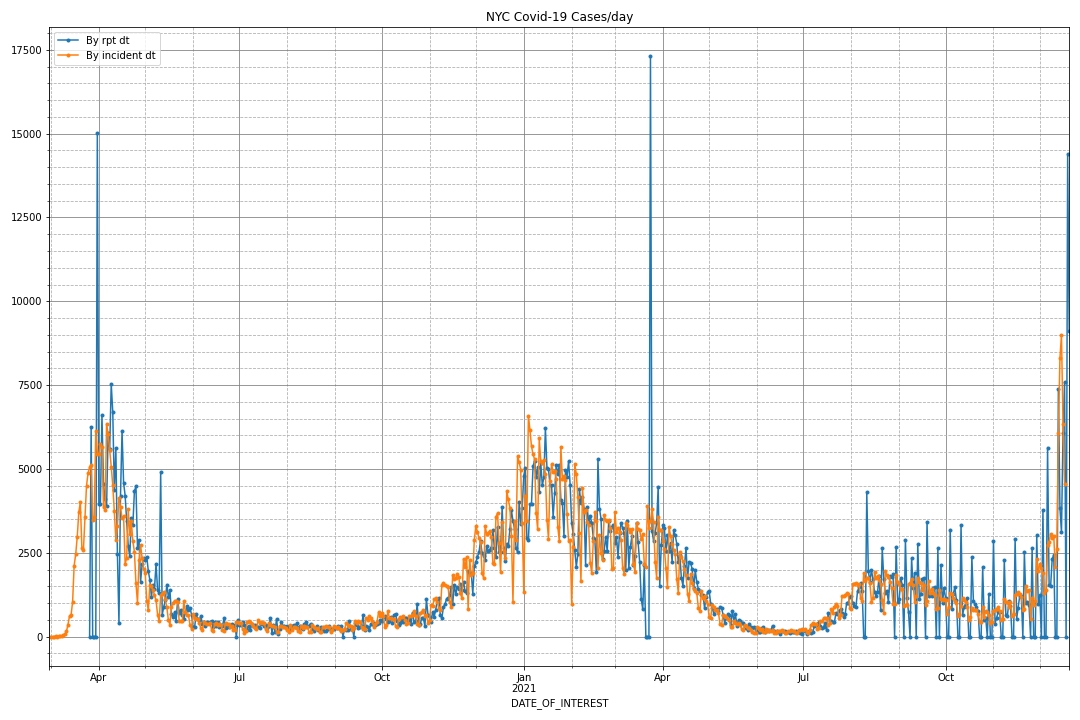 NYC Covid-19 Cases/day
By rpt dt
By incident dt
17500
15000
12500
10000
7500
5000
2500
0
Apr Jul Oct Jan Apr Jul Oct
2021
DATE_OF_INTEREST